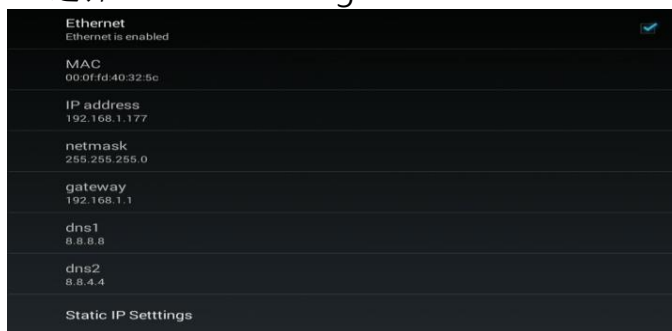 Ethernet
Ethernet is enabled
MAC
00:0f:fd:40:32:5c
IP address
192.168.1.177
netmask
255.255.255.0
gateway
192.168.1.1
dns1
8.8.8.8
dns2
8.8.4.4
Static IP Setttings